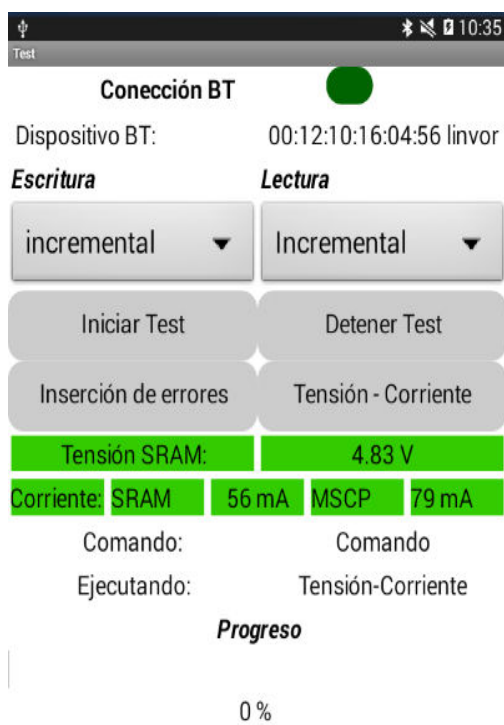 10:35
Test
Conección BT
Dispositivo BT: 00:12:10:16:04:56 linvor
Escritura Lectura
incremental Incremental
Iniciar Test Detener Test
Inserción de errores Tensión - Corriente
Tensión SRAM: 4.83 V
Corriente: SRAM 56 mA MSCP 79 mA
Comando: Comando
Ejecutando: Tensión-Corriente
Progreso
0 %